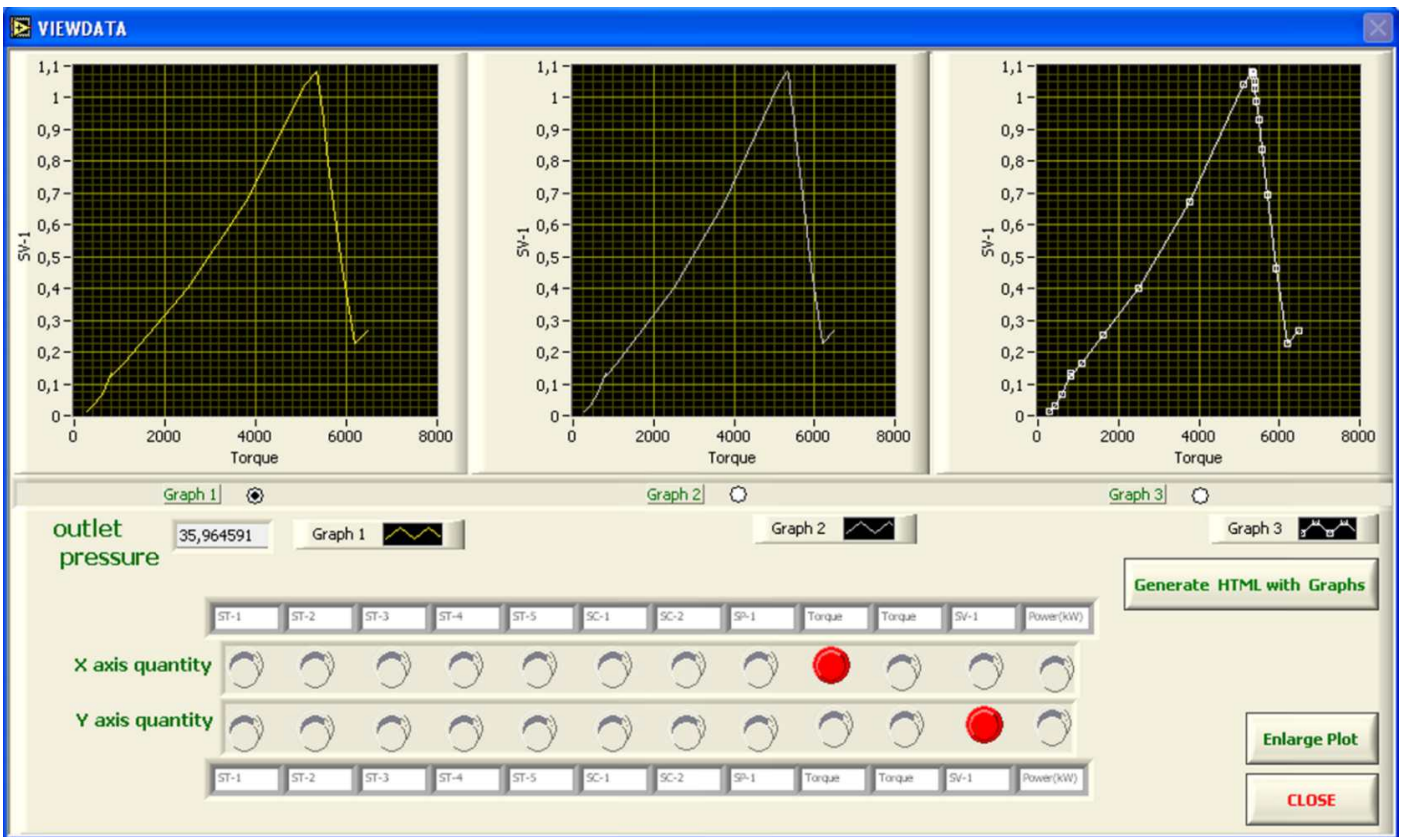 VIEWDATA
1,1
1
0,9
0,8
0,7
0,6
0,5
0,4
0,3
0,2
0,1
0
SV-1
0 2000 4000 6000 8000
Torque
1,1
1
0,9
0,8
0,7
0,6
0,5
0,4
0,3
0,2
0,1
0
SV-1
0 2000 4000 6000 8000
Torque
1,1
1
0,9
0,8
0,7
0,6
0,5
0,4
0,3
0,2
0,1
0
SV-1
0 2000 4000 6000 8000
Torque
Graph 1 Graph 2 Graph 3
outlet
pressure
35,964591
Graph 1 Graph 2 Graph 3
Generate HTML with Graphs
ST-1 ST-2 ST-3 ST-4 ST-5 SC-1 SC-2 SP-1 Torque Torque SV-1 Power(kW)
X axis quantity
Y axis quantity
ST-1 ST-2 ST-3 ST-4 ST-5 SC-1 SC-2 SP-1 Torque Torque SV-1 Power(kW)
Enlarge Plot
CLOSE